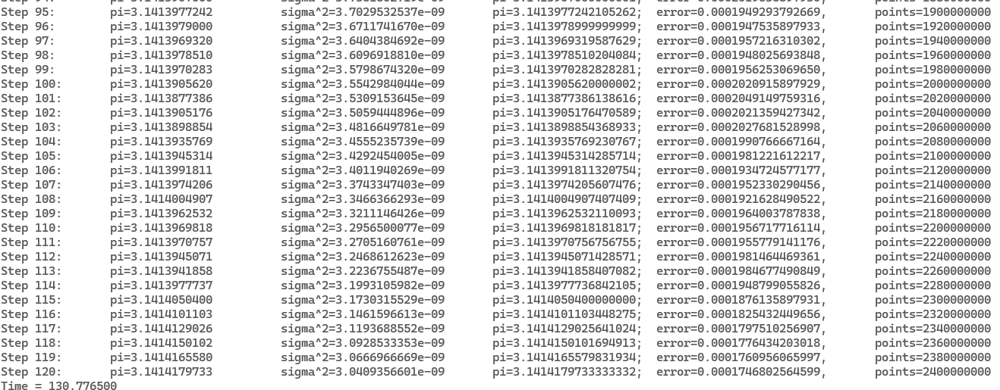 Step 95: pi=3.1413977242 sigma^2=3.7029532537e-09 pi=3.1413977242105262; error=0.0001949293792669, points=1900000000
Step 96: pi=3.1413979000 sigma^2=3.6711741670e-09 pi=3.1413978999999999; error=0.0001947535897933, points=1920000000
Step 97: pi=3.1413969320 sigma^2=3.6404384692e-09 pi=3.1413969319587629; error=0.0001957216310302, points=1940000000
Step 98: pi=3.1413978510 sigma^2=3.6096918810e-09 pi=3.1413978510204084; error=0.0001948025693848, points=1960000000
Step 99: pi=3.1413970283 sigma^2=3.5798674320e-09 pi=3.1413970282828281; error=0.0001956253069650, points=1980000000
Step 100: pi=3.1413905620 sigma^2=3.5542984044e-09 pi=3.1413905620000002; error=0.0002020915897929, points=2000000000
Step 101: pi=3.1413877386 sigma^2=3.5309153645e-09 pi=3.1413877386138616; error=0.0002049149759316, points=2020000000
Step 102: pi=3.1413905176 sigma^2=3.5059444896e-09 pi=3.1413905176470589; error=0.0002021359427342, points=2040000000
Step 103: pi=3.1413898854 sigma^2=3.4816649781e-09 pi=3.1413898854368933; error=0.0002027681528998, points=2060000000
Step 104: pi=3.1413935769 sigma^2=3.4555235739e-09 pi=3.1413935769230767; error=0.0001990766667164, points=2080000000
Step 105: pi=3.1413945314 sigma^2=3.4292454005e-09 pi=3.1413945314285714; error=0.0001981221612217, points=2100000000
Step 106: pi=3.1413991811 sigma^2=3.4011940269e-09 pi=3.1413991811320754; error=0.0001934724577177, points=2120000000
Step 107: pi=3.1413974206 sigma^2=3.3743347403e-09 pi=3.1413974205607476; error=0.0001952330290456, points=2140000000
Step 108: pi=3.1414004907 sigma^2=3.3466366293e-09 pi=3.1414004907407409; error=0.0001921628490522, points=2160000000
Step 109: pi=3.1413962532 sigma^2=3.3211146426e-09 pi=3.1413962532110093; error=0.0001964003787838, points=2180000000
Step 110: pi=3.1413969818 sigma^2=3.2956500077e-09 pi=3.1413969818181817; error=0.0001956717716114, points=2200000000
Step 111: pi=3.1413970757 sigma^2=3.2705160761e-09 pi=3.1413970756756755; error=0.0001955779141176, points=2220000000
Step 112: pi=3.1413945071 sigma^2=3.2468612623e-09 pi=3.1413945071428571; error=0.0001981464469361, points=2240000000
Step 113: pi=3.1413941858 sigma^2=3.2236755487e-09 pi=3.1413941858407082; error=0.0001984677490849, points=2260000000
Step 114: pi=3.1413977737 sigma^2=3.1993105982e-09 pi=3.1413977736842105; error=0.0001948799055826, points=2280000000
Step 115: pi=3.1414050400 sigma^2=3.1730315529e-09 pi=3.1414050400000000; error=0.0001876135897931, points=2300000000
Step 116: pi=3.1414101103 sigma^2=3.1461596613e-09 pi=3.1414101103448275; error=0.0001825432449656, points=2320000000
Step 117: pi=3.1414129026 sigma^2=3.1193688552e-09 pi=3.1414129025641024; error=0.0001797510256907, points=2340000000
Step 118: pi=3.1414150102 sigma^2=3.0928533353e-09 pi=3.1414150101694913; error=0.0001776434203018, points=2360000000
Step 119: pi=3.1414165580 sigma^2=3.0666966669e-09 pi=3.1414165579831934; error=0.0001760956065997, points=2380000000
Step 120: pi=3.1414179733 sigma^2=3.0409356601e-09 pi=3.1414179733333332; error=0.0001746802564599, points=2400000000
Time = 130.776500